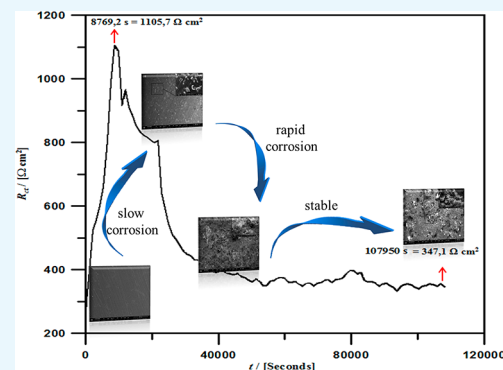 8769,2 s = 1105,7 Ω cm²
1200
1000
800
600
400
200
Rct / [Ω cm²]
slow
corrosion
rapid
corrosion
stable
107950 s = 347,1 Ω cm²
0
40000
80000
120000
t / [Seconds]